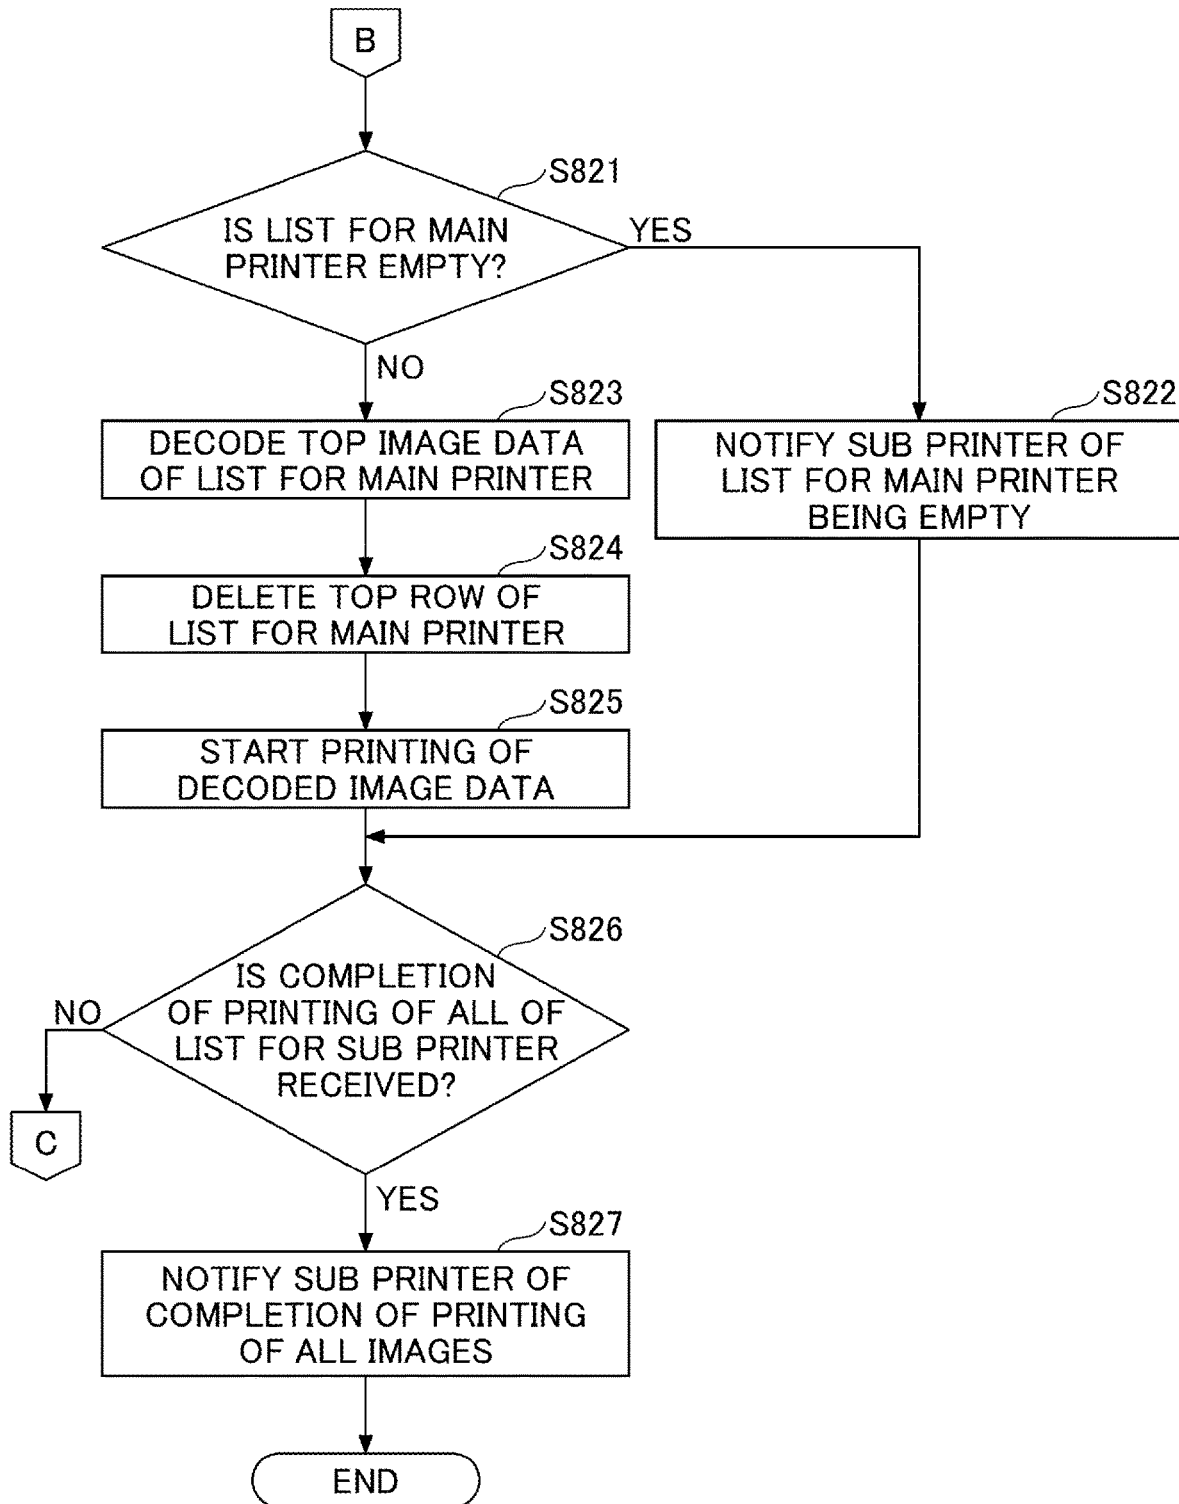 B
S821
IS LIST FOR MAIN
PRINTER EMPTY?
YES
NO
S823
DECODE TOP IMAGE DATA
OF LIST FOR MAIN PRINTER
S822
NOTIFY SUB PRINTER OF
LIST FOR MAIN PRINTER
BEING EMPTY
S824
DELETE TOP ROW OF
LIST FOR MAIN PRINTER
S825
START PRINTING OF
DECODED IMAGE DATA
S826
IS COMPLETION
OF PRINTING OF ALL OF
LIST FOR SUB PRINTER
RECEIVED?
NO
C
YES
S827
NOTIFY SUB PRINTER OF
COMPLETION OF PRINTING
OF ALL IMAGES
END